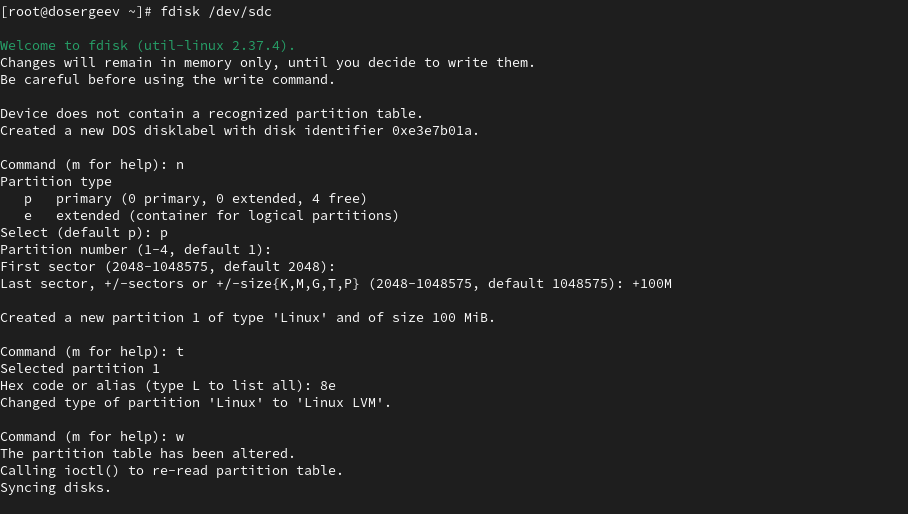 [root@dosergeev ~]# fdisk /dev/sdc
Welcome to fdisk (util-linux 2.37.4).
Changes will remain in memory only, until you decide to write them.
Be careful before using the write command.
Device does not contain a recognized partition table.
Created a new DOS disklabel with disk identifier 0xe3e7b01a.
Command (m for help): n
Partition type
   p   primary (0 primary, 0 extended, 4 free)
   e   extended (container for logical partitions)
Select (default p): p
Partition number (1-4, default 1):
First sector (2048-1048575, default 2048):
Last sector, +/-sectors or +/-size{K,M,G,T,P} (2048-1048575, default 1048575): +100M
Created a new partition 1 of type 'Linux' and of size 100 MiB.
Command (m for help): t
Selected partition 1
Hex code or alias (type L to list all): 8e
Changed type of partition 'Linux' to 'Linux LVM'.
Command (m for help): w
The partition table has been altered.
Calling ioctl() to re-read partition table.
Syncing disks.